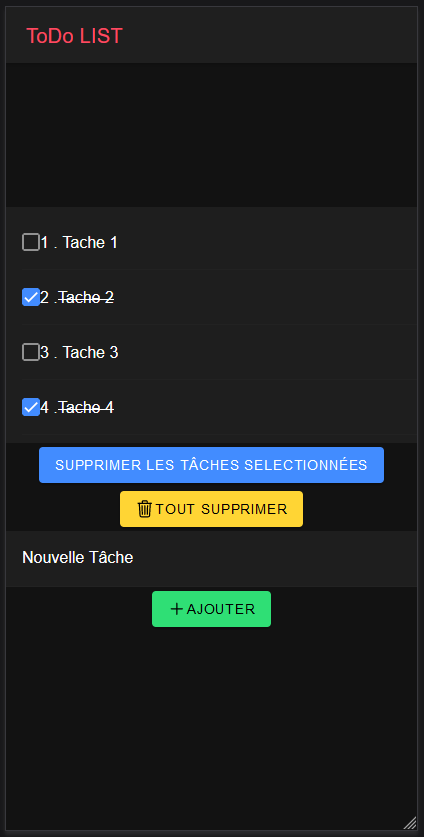 ToDo LIST
1 . Tache 1
2 .Tache 2
3 . Tache 3
4 .Tache 4
SUPPRIMER LES TÂCHES SELECTIONNÉES
TOUT SUPPRIMER
Nouvelle Tâche
AJOUTER